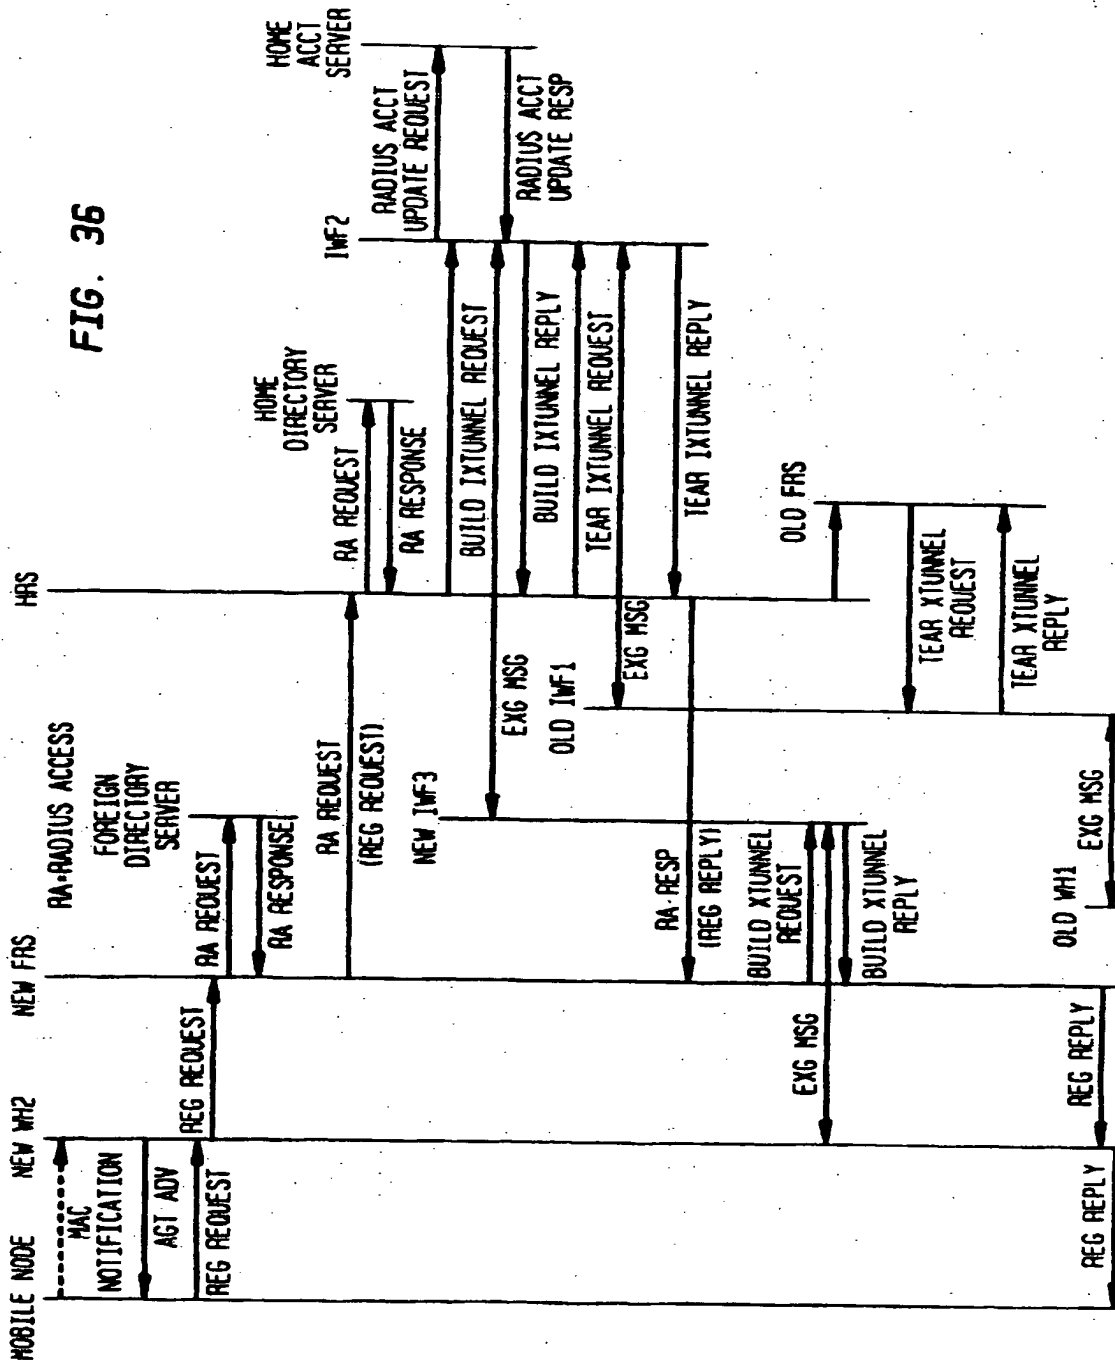 FIG. 36
MOBILE NODE
NEW WH2
NEW FRS
HRS
RA=RADIUS ACCESS
MAC
NOTIFICATION
AGT ADV
REG REQUEST
REG REQUEST
FOREIGN
DIRECTORY
SERVER
RA REQUEST
RA RESPONSE
RA REQUEST
(REG REQUEST)
HOME
DIRECTORY
SERVER
RA REQUEST
RA RESPONSE
IWF2
HOME
ACCT
SERVER
RADIUS ACCT
UPDATE REQUEST
RADIUS ACCT
UPDATE RESP
BUILD IXTUNNEL REQUEST
NEW IWF3
EXG MSG
BUILD IXTUNNEL REPLY
TEAR IXTUNNEL REQUEST
OLD IWF1
EXG MSG
TEAR IXTUNNEL REPLY
RA-RESP
(REG REPLY)
BUILD XTUNNEL
REQUEST
EXG MSG
BUILD XTUNNEL
REPLY
OLD FRS
TEAR XTUNNEL
REQUEST
TEAR XTUNNEL
REPLY
OLD WH1
EXG MSG
REG REPLY
REG REPLY